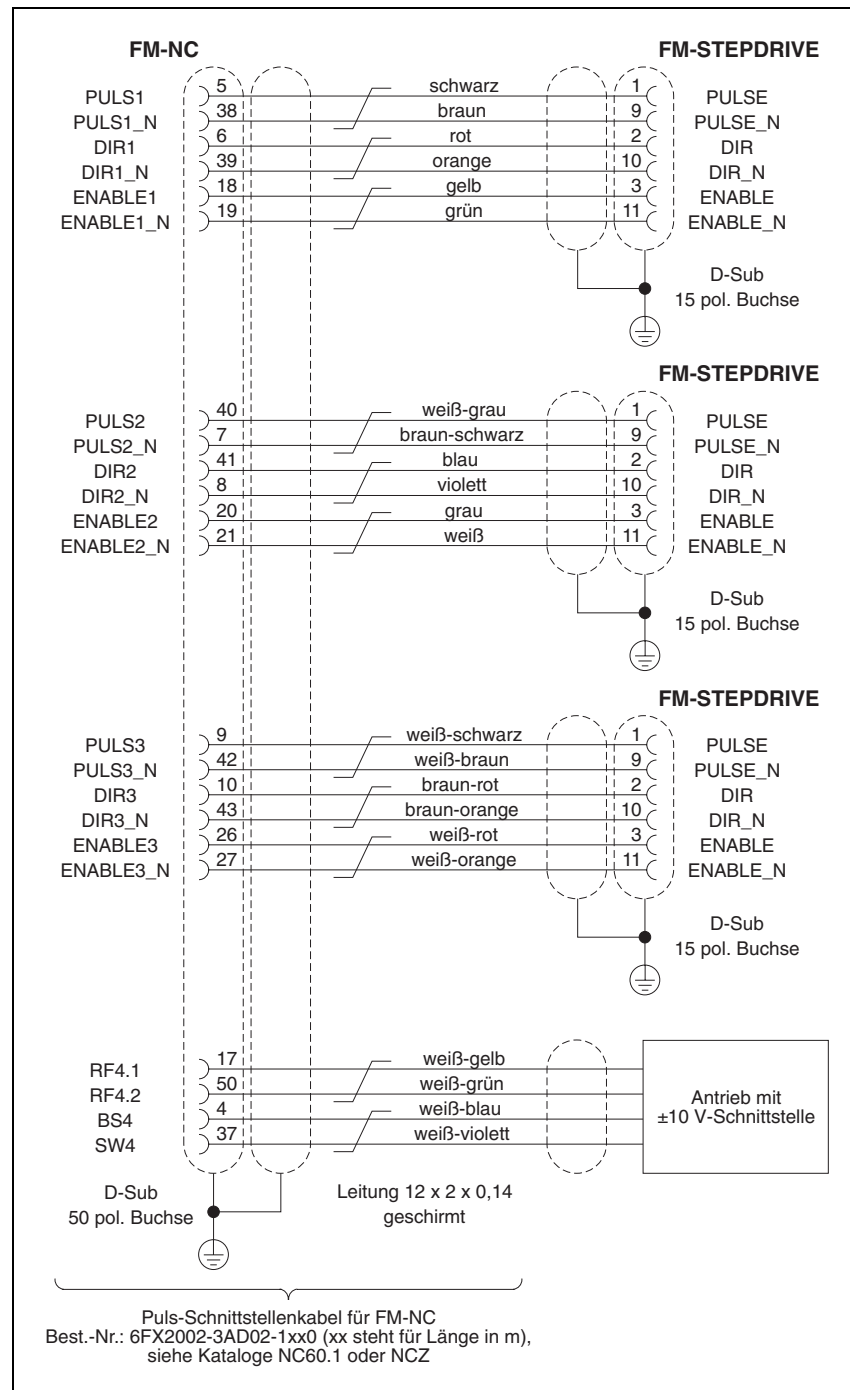 FM-NC FM-STEPDRIVE
PULS1 5 schwarz 1 PULSE
PULS1_N 38 braun 9 PULSE_N
DIR1 6 rot 2 DIR
DIR1_N 39 orange 10 DIR_N
ENABLE1 18 gelb 3 ENABLE
ENABLE1_N 19 grün 11 ENABLE_N
D-Sub
15 pol. Buchse
FM-STEPDRIVE
PULS2 40 weiß-grau 1 PULSE
PULS2_N 7 braun-schwarz 9 PULSE_N
DIR2 41 blau 2 DIR
DIR2_N 8 violett 10 DIR_N
ENABLE2 20 grau 3 ENABLE
ENABLE2_N 21 weiß 11 ENABLE_N
D-Sub
15 pol. Buchse
FM-STEPDRIVE
PULS3 9 weiß-schwarz 1 PULSE
PULS3_N 42 weiß-braun 9 PULSE_N
DIR3 10 braun-rot 2 DIR
DIR3_N 43 braun-orange 10 DIR_N
ENABLE3 26 weiß-rot 3 ENABLE
ENABLE3_N 27 weiß-orange 11 ENABLE_N
D-Sub
15 pol. Buchse
RF4.1 17 weiß-gelb
RF4.2 50 weiß-grün
BS4 4 weiß-blau
SW4 37 weiß-violett
Antrieb mit
±10 V-Schnittstelle
D-Sub
50 pol. Buchse
Leitung 12 x 2 x 0,14
geschirmt
Puls-Schnittstellenkabel für FM-NC
Best.-Nr.: 6FX2002-3AD02-1xx0 (xx steht für Länge in m),
siehe Kataloge NC60.1 oder NCZ